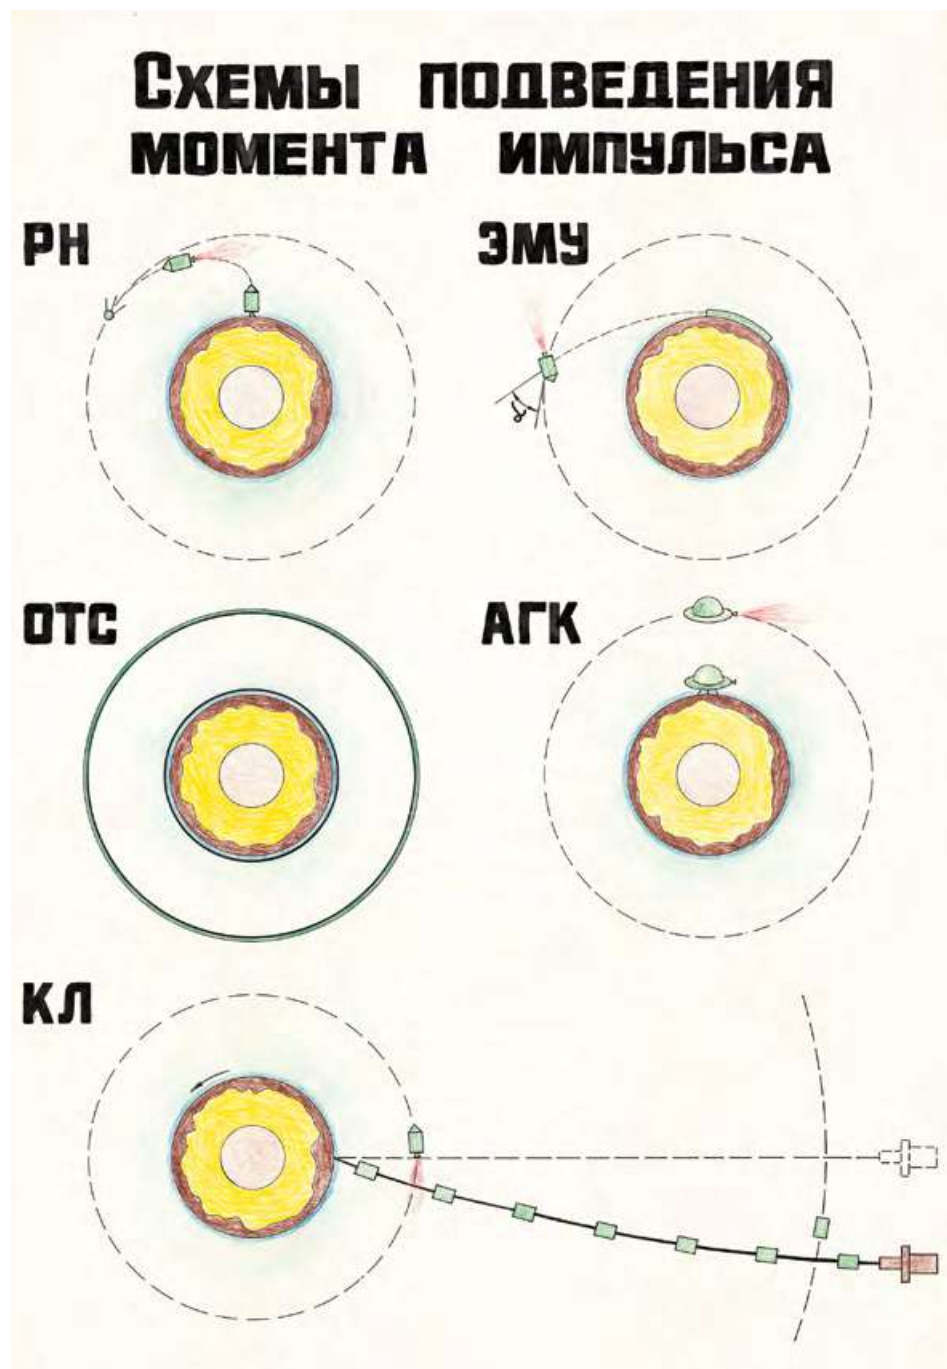 Схемы подведения
момента импульса
РН
ЭМУ
α
ОТС
АГК
КЛ